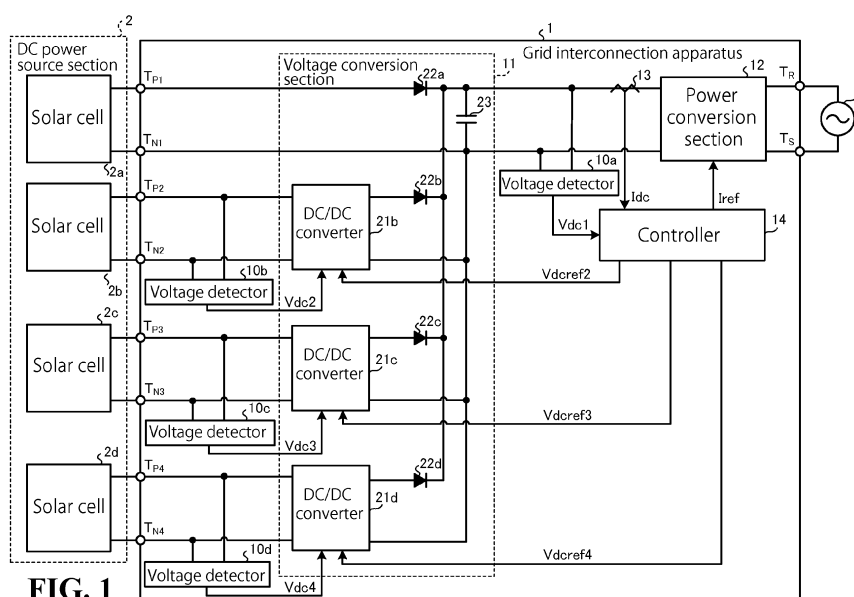 2
1
DC power
source section
Grid interconnection apparatus
Voltage conversion
section
11
TP1
22a
13
12
TR
Solar cell
23
Power
conversion
section
TN1
TS
2a
10a
Voltage detector
22b
TP2
Idc
Iref
DC/DC
converter
21b
14
Solar cell
Vdc1
Controller
TN2
10b
Vdcref2
2b
Voltage detector
Vdc2
2c
22c
TP3
DC/DC
converter
21c
Solar cell
TN3
10c
Vdcref3
Voltage detector
Vdc3
2d
22d
TP4
DC/DC
converter
21d
Solar cell
TN4
10d
Vdcref4
Voltage detector
Vdc4
FIG. 1